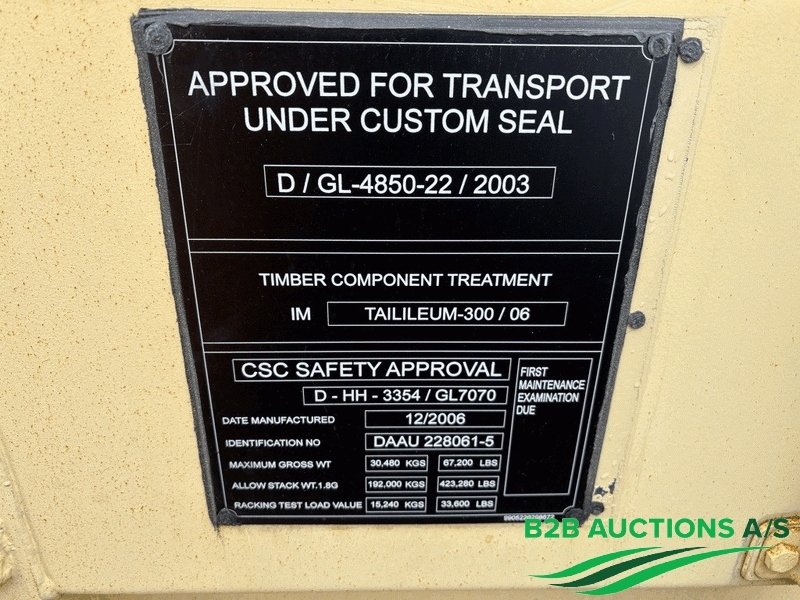 APPROVED FOR TRANSPORT
UNDER CUSTOM SEAL
D / GL-4850-22 / 2003
TIMBER COMPONENT TREATMENT
IM TAILILEUM-300 / 06
CSC SAFETY APPROVAL
D - HH - 3354 / GL7070
DATE MANUFACTURED 12/2006
IDENTIFICATION NO DAAU 228061-5
MAXIMUM GROSS WT 30,480 KGS 67,200 LBS
ALLOW STACK WT.1.8G 192,000 KGS 423,280 LBS
RACKING TEST LOAD VALUE 15,240 KGS 33,600 LBS
FIRST
MAINTENANCE
EXAMINATION
DUE
B2B AUCTIONS A/S